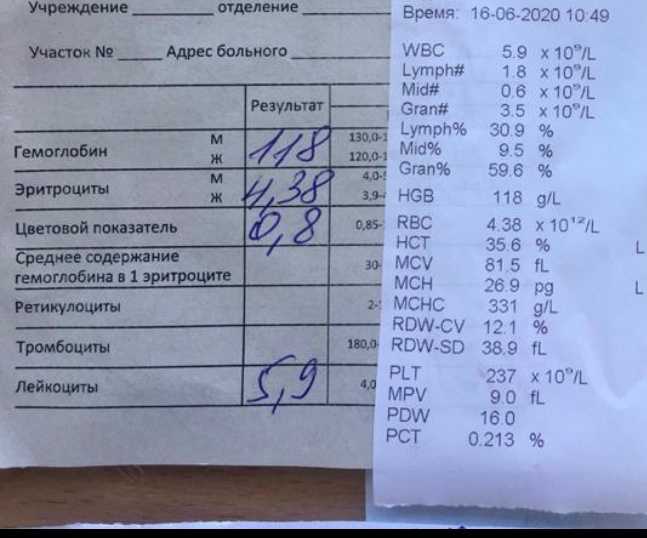 Учреждение ________ отделение ________
Участок № _____ Адрес больного ________
Результат
Гемоглобин М 118 130,0-1
Ж 120,0-1
Эритроциты М 4,38 4,0-5
Ж 3,9-4
Цветовой показатель 0,8 0,85-
Среднее содержание
гемоглобина в 1 эритроците 30-
Ретикулоциты 2-
Тромбоциты 180,0-
Лейкоциты 5,9 4,0
Время: 16-06-2020 10:49
WBC 5.9 x 10⁹/L
Lymph# 1.8 x 10⁹/L
Mid# 0.6 x 10⁹/L
Gran# 3.5 x 10⁹/L
Lymph% 30.9 %
Mid% 9.5 %
Gran% 59.6 %
HGB 118 g/L
RBC 4.38 x 10¹²/L
HCT 35.6 % L
MCV 81.5 fL
MCH 26.9 pg L
MCHC 331 g/L
RDW-CV 12.1 %
RDW-SD 38.9 fL
PLT 237 x 10⁹/L
MPV 9.0 fL
PDW 16.0
PCT 0.213 %